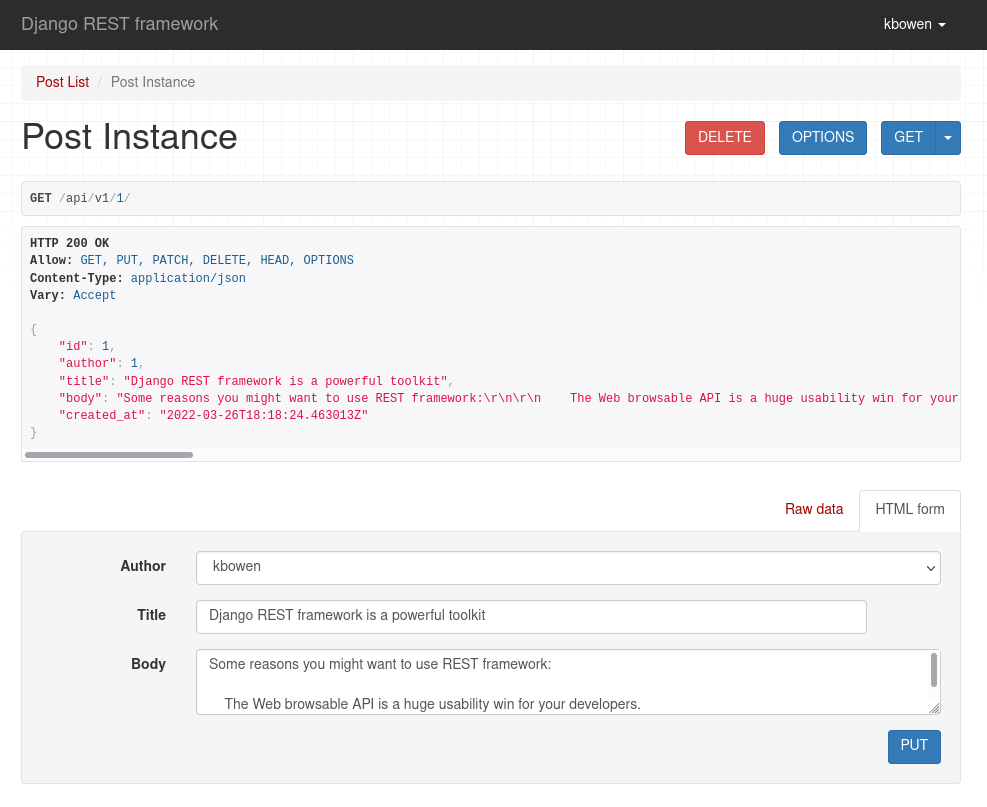 Django REST framework
kbowen
Post List / Post Instance
Post Instance
DELETE
OPTIONS
GET
GET /api/v1/1/
HTTP 200 OK
Allow: GET, PUT, PATCH, DELETE, HEAD, OPTIONS
Content-Type: application/json
Vary: Accept
{
    "id": 1,
    "author": 1,
    "title": "Django REST framework is a powerful toolkit",
    "body": "Some reasons you might want to use REST framework:\r\n\r\n    The Web browsable API is a huge usability win for your
    "created_at": "2022-03-26T18:18:24.463013Z"
}
Raw data
HTML form
Author
kbowen
Title
Django REST framework is a powerful toolkit
Body
Some reasons you might want to use REST framework:
The Web browsable API is a huge usability win for your developers.
PUT